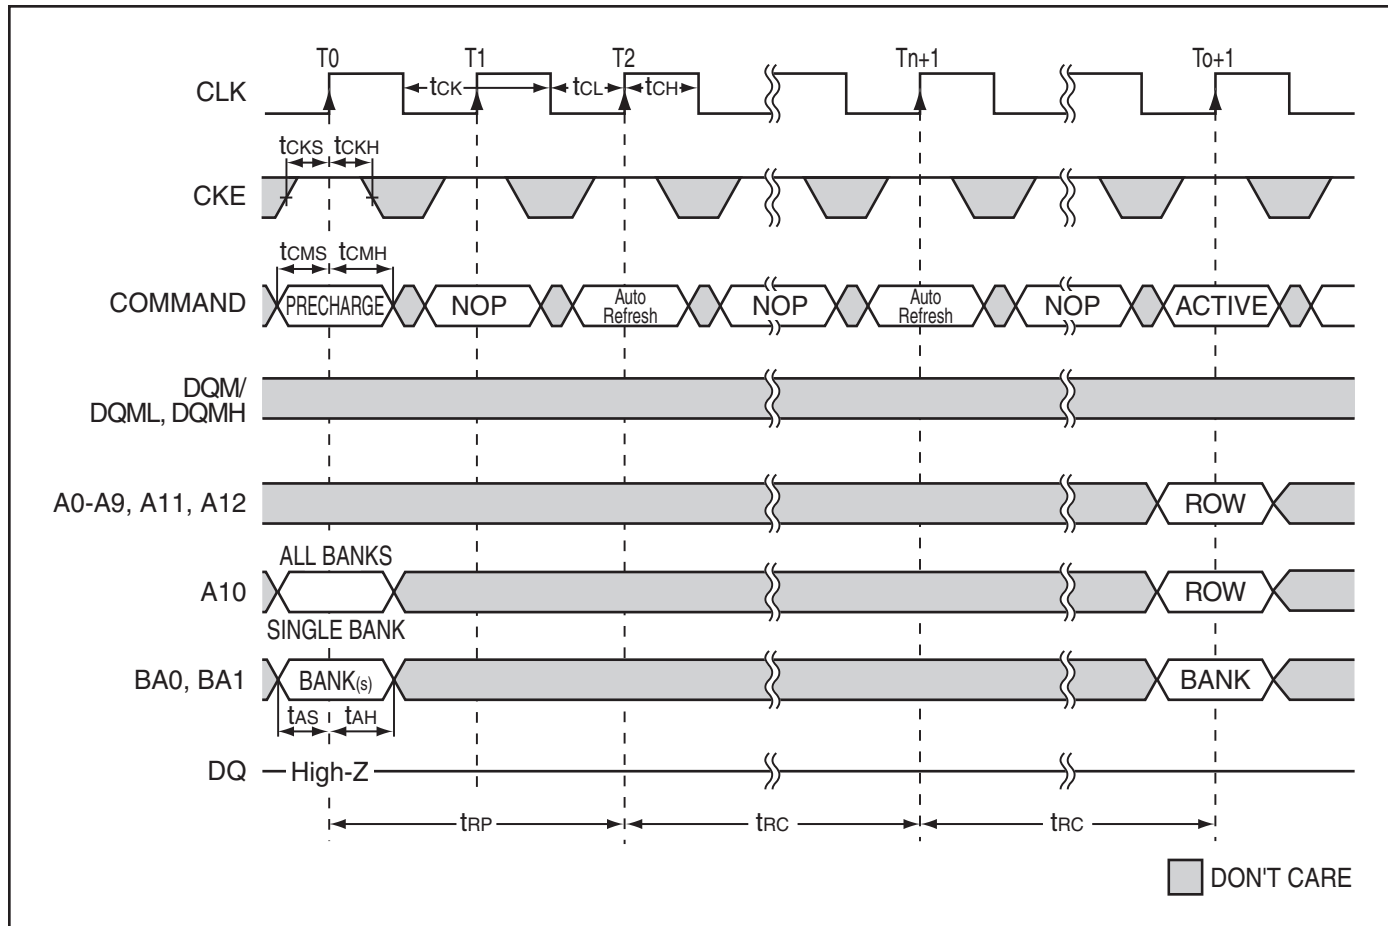 T0 T1 T2 Tn+1 To+1
CLK tCK tCL tCH
tCKS tCKH
CKE
tCMS tCMH
COMMAND PRECHARGE NOP Auto Refresh NOP Auto Refresh NOP ACTIVE
DQM/
DQML, DQMH
A0-A9, A11, A12 ROW
ALL BANKS
A10 ROW
SINGLE BANK
BA0, BA1 BANK(s) BANK
tAS tAH
DQ High-Z
tRP tRC tRC
DON'T CARE